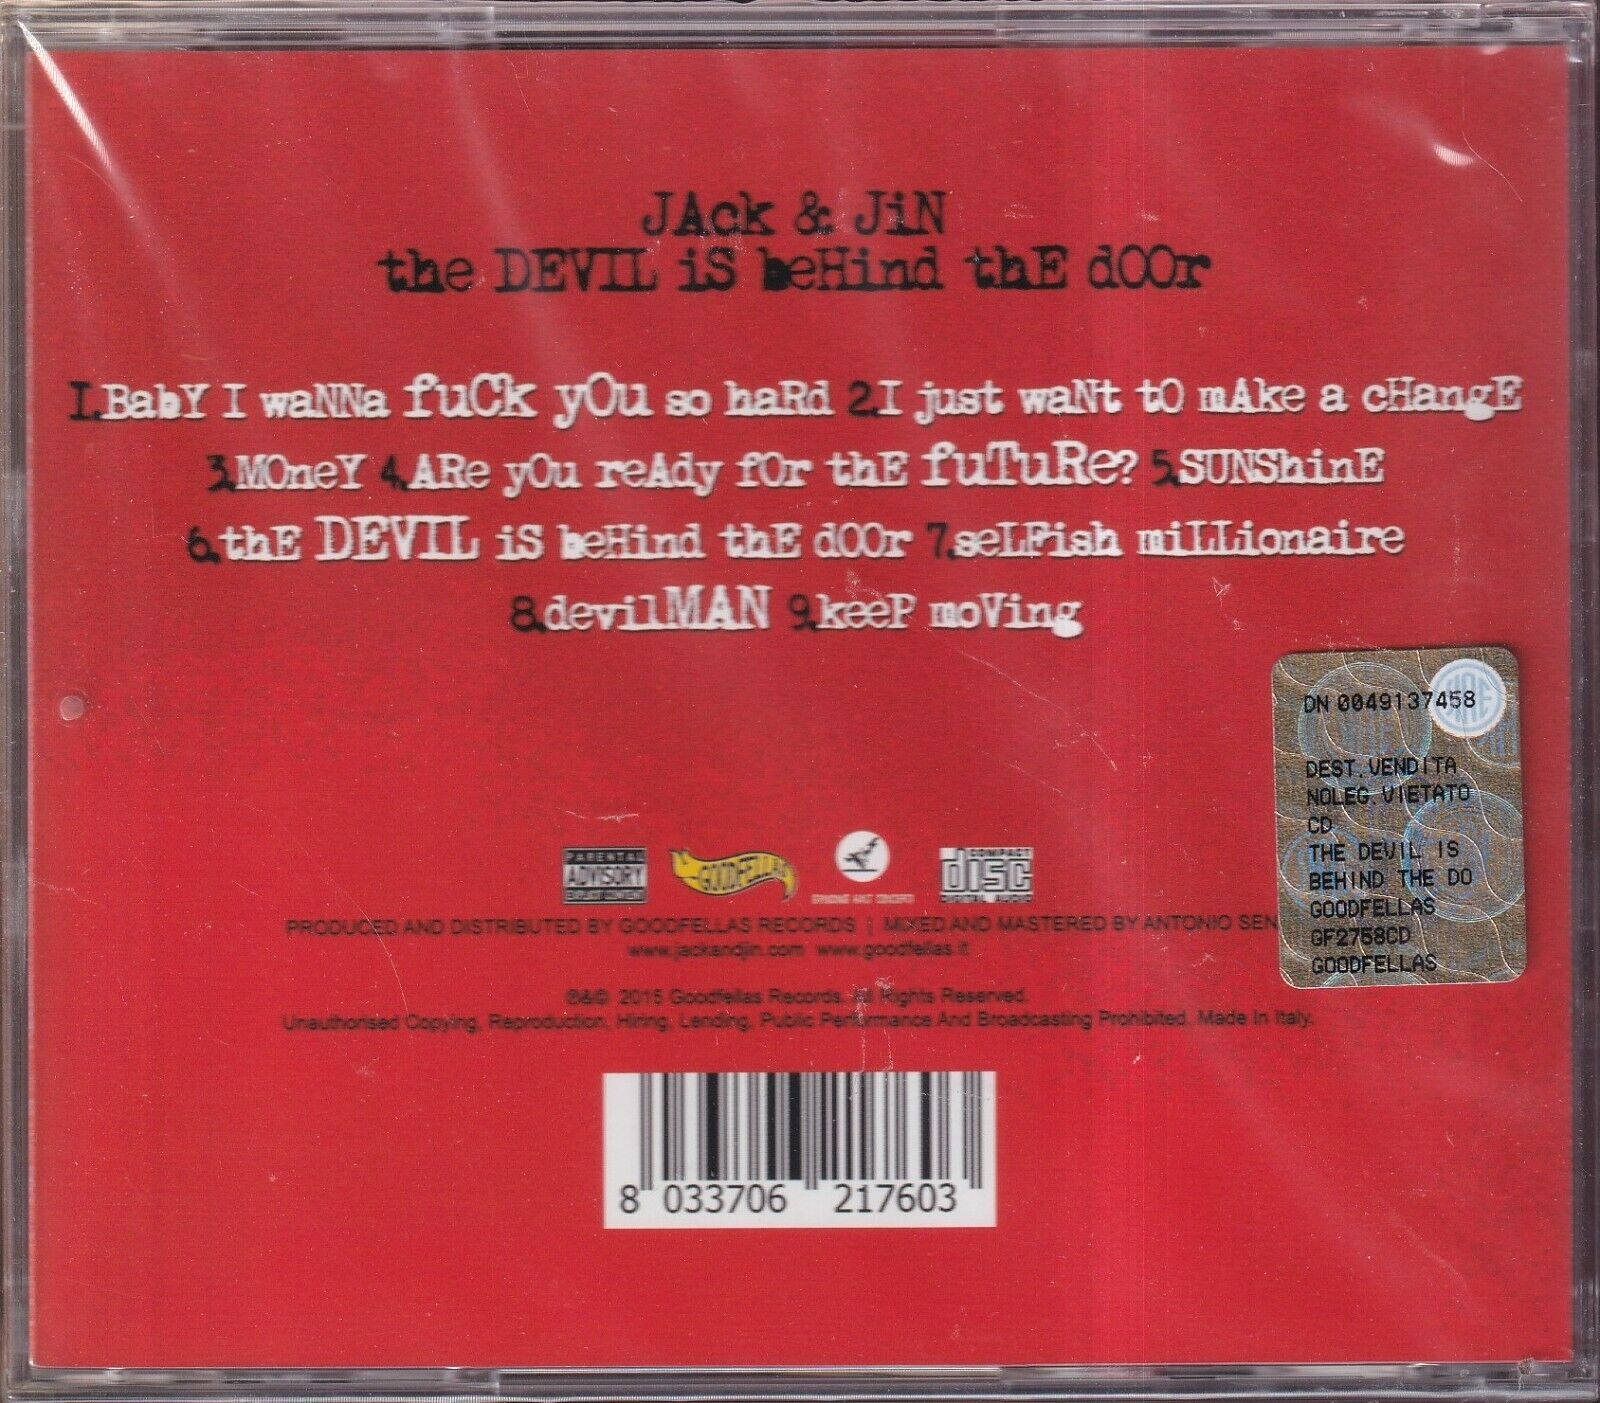 JAck & JiN
the DEVIL iS beHind thE dOOr
1.BabY I waNNa fuCk yOu so haRd 2.I just waNt tO mAke a cHangE
3.MOneY 4.ARe yOu reAdy fOr thE fuTuRe? 5.SUNShinE
6.thE DEVIL iS beHind thE dOOr 7.seLFish miLLionaire
8.devilMAN 9.keeP moVing
DN 0049137458
DEST.VENDITA
NOLEG.VIETATO
CD
THE DEVIL IS
BEHIND THE DO
GOODFELLAS
GF2758CD
GOODFELLAS
PARENTAL
ADVISORY
EXPLICIT CONTENT
GOODFELLAS
COMPACT
disc
DIGITAL AUDIO
PRODUCED AND DISTRIBUTED BY GOODFELLAS RECORDS | MIXED AND MASTERED BY ANTONIO SEN
www.jackandjin.com www.goodfellas.it
℗&© 2015 Goodfellas Records. All Rights Reserved.
Unauthorised Copying, Reproduction, Hiring, Lending, Public Performance And Broadcasting Prohibited. Made In Italy.
8 033706 217603